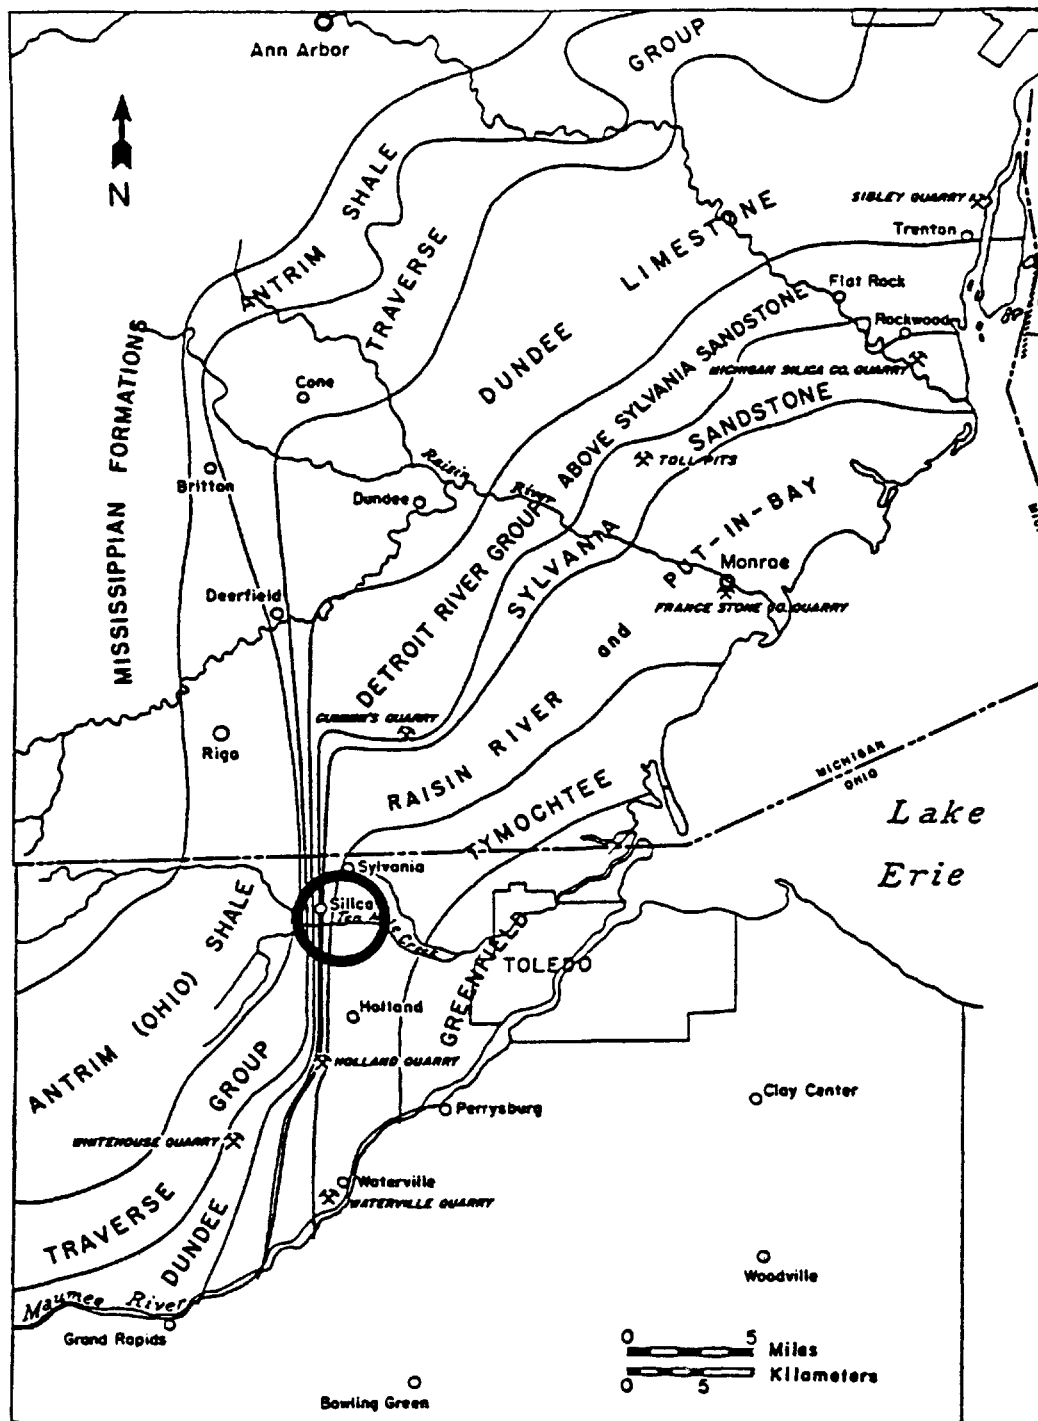 Ann Arbor
GROUP
N
ANTRIM SHALE
TRAVERSE
LIMESTONE
DUNDEE
SIBLEY QUARRY
Trenton
Flat Rock
Rockwood
MICHIGAN SILICA CO. QUARRY
DETROIT RIVER GROUP ABOVE SYLVANIA SANDSTONE
SYLVANIA SANDSTONE
TOLL PITS
MISSISSIPPIAN FORMATIONS
Cone
Britton
Dundee
Raisin River
Deerfield
PUT-IN-BAY
Monroe
FRANCE STONE CO. QUARRY
and
RAISIN RIVER
Riga
CUMMIN'S QUARRY
TYMOCHTEE
MICHIGAN
OHIO
Lake
Erie
Sylvania
Silica
Ten Mile Creek
GREENFIELD
TOLEDO
Holland
HOLLAND QUARRY
ANTRIM (OHIO) SHALE
TRAVERSE GROUP
WHITEHOUSE QUARRY
DUNDEE
Perrysburg
Clay Center
Waterville
WATERVILLE QUARRY
Maumee River
Grand Rapids
Woodville
Bowling Green
0 5
Miles
Kilometers
0 5